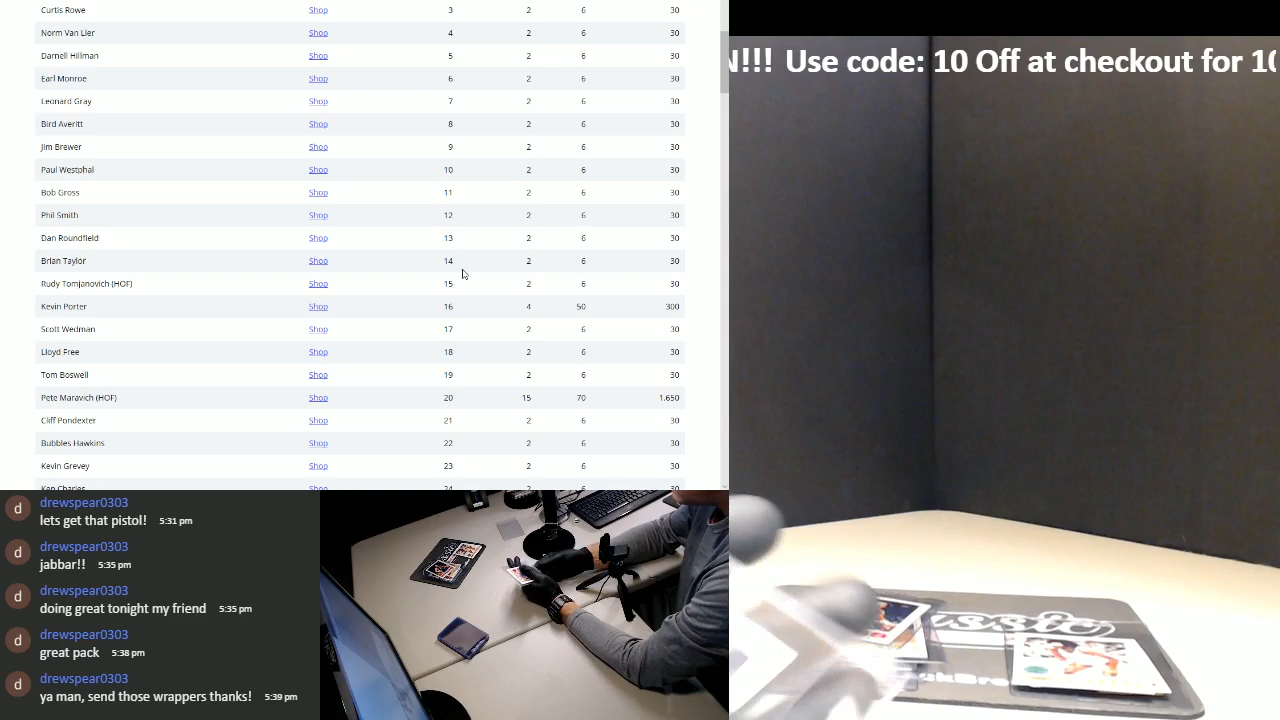 Curtis Rowe Shop 3 2 6 30
Norm Van Lier Shop 4 2 6 30
Darnell Hillman Shop 5 2 6 30
Earl Monroe Shop 6 2 6 30
Leonard Gray Shop 7 2 6 30
Bird Averitt Shop 8 2 6 30
Jim Brewer Shop 9 2 6 30
Paul Westphal Shop 10 2 6 30
Bob Gross Shop 11 2 6 30
Phil Smith Shop 12 2 6 30
Dan Roundfield Shop 13 2 6 30
Brian Taylor Shop 14 2 6 30
Rudy Tomjanovich (HOF) Shop 15 2 6 30
Kevin Porter Shop 16 4 50 300
Scott Wedman Shop 17 2 6 30
Lloyd Free Shop 18 2 6 30
Tom Boswell Shop 19 2 6 30
Pete Maravich (HOF) Shop 20 15 70 1,650
Cliff Pondexter Shop 21 2 6 30
Bubbles Hawkins Shop 22 2 6 30
Kevin Grevey Shop 23 2 6 30
Ken Charles Shop 24 2 6 30
N!!! Use code: 10 Off at checkout for 10
d drewspear0303
lets get that pistol! 5:31 pm
d drewspear0303
jabbar!! 5:35 pm
d drewspear0303
doing great tonight my friend 5:35 pm
d drewspear0303
great pack 5:38 pm
d drewspear0303
ya man, send those wrappers thanks! 5:39 pm